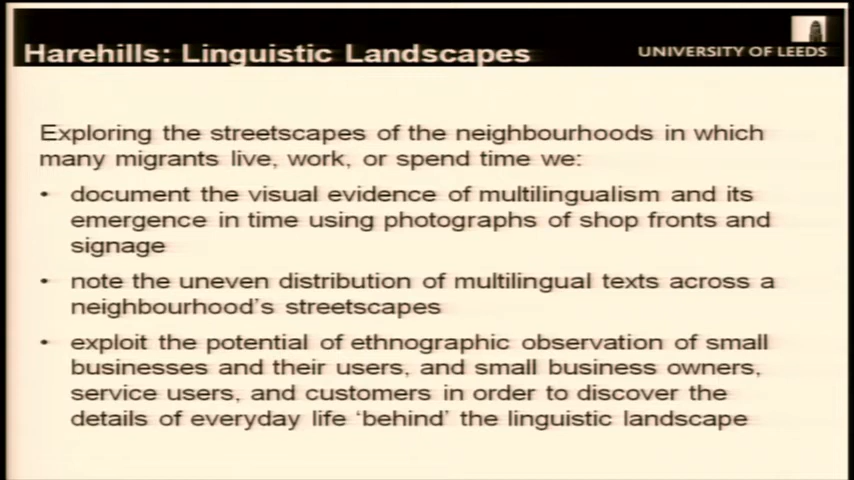 Harehills: Linguistic Landscapes
UNIVERSITY OF LEEDS
Exploring the streetscapes of the neighbourhoods in which
many migrants live, work, or spend time we:
• document the visual evidence of multilingualism and its
emergence in time using photographs of shop fronts and
signage
• note the uneven distribution of multilingual texts across a
neighbourhood's streetscapes
• exploit the potential of ethnographic observation of small
businesses and their users, and small business owners,
service users, and customers in order to discover the
details of everyday life 'behind' the linguistic landscape